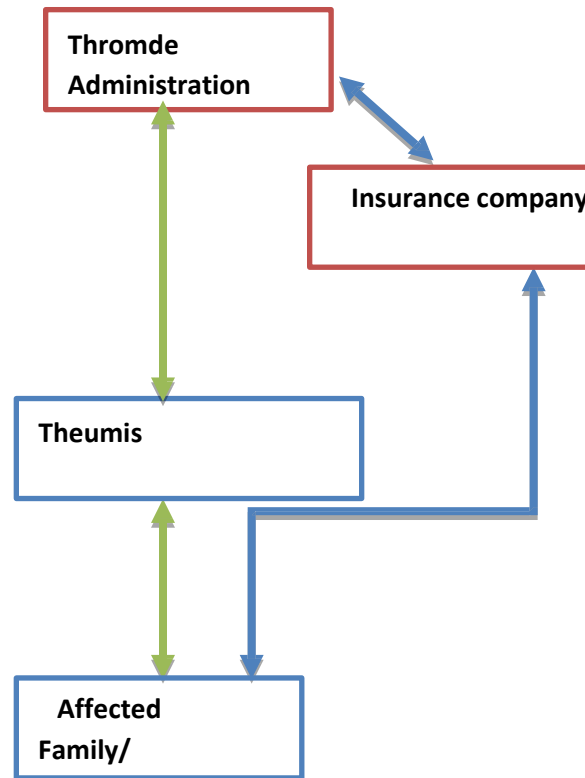 Thromde
Administration
Insurance company
Theumis
Affected
Family/